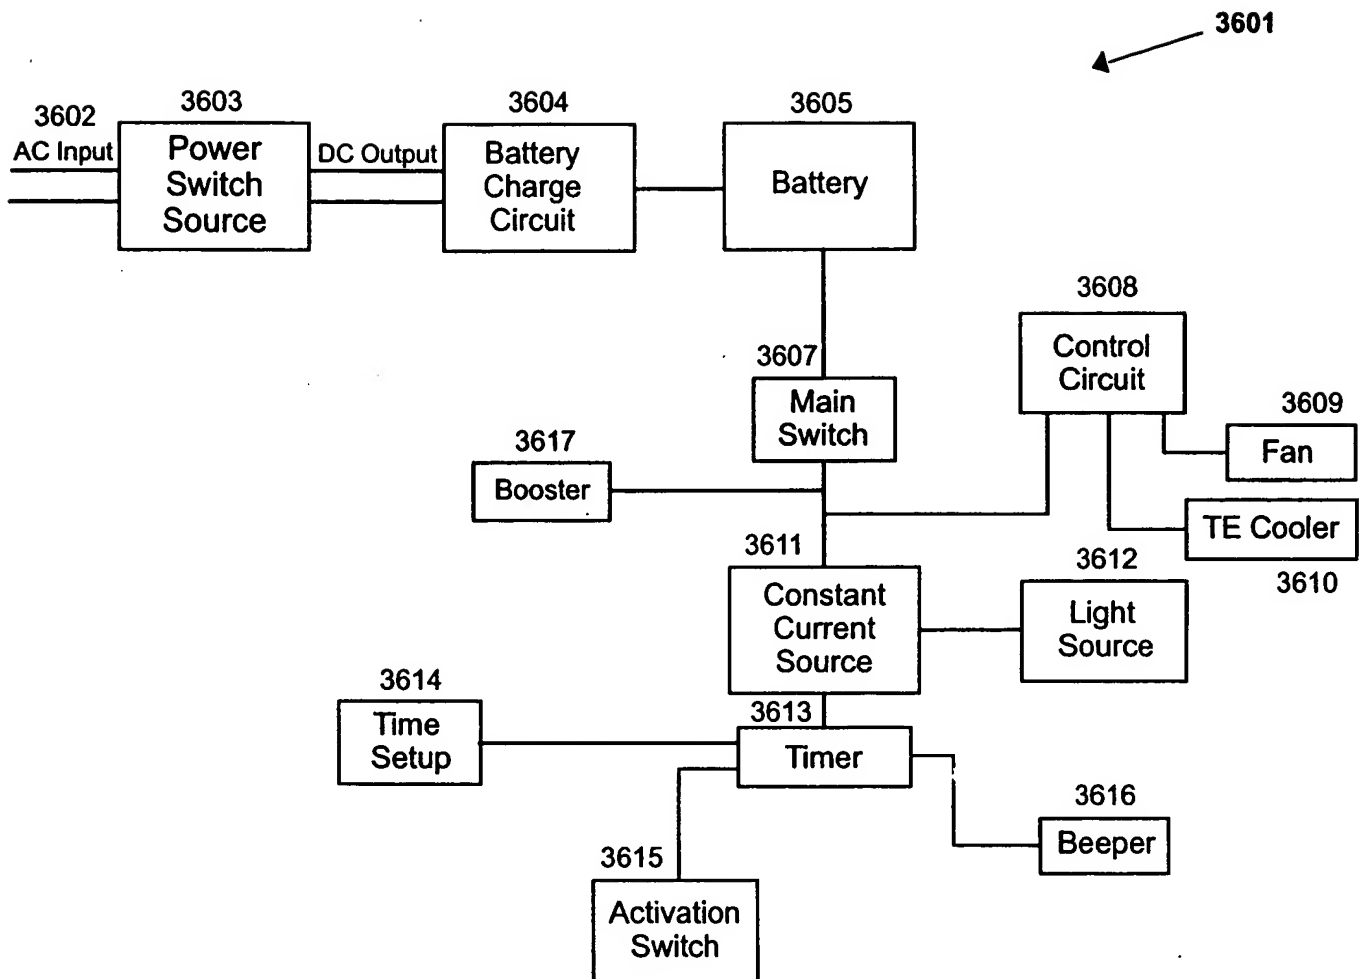 3601
3602
AC Input
3603
Power
Switch
Source
DC Output
3604
Battery
Charge
Circuit
3605
Battery
3607
Main
Switch
3608
Control
Circuit
3609
Fan
TE Cooler
3610
3617
Booster
3611
Constant
Current
Source
3612
Light
Source
3614
Time
Setup
3613
Timer
3616
Beeper
3615
Activation
Switch